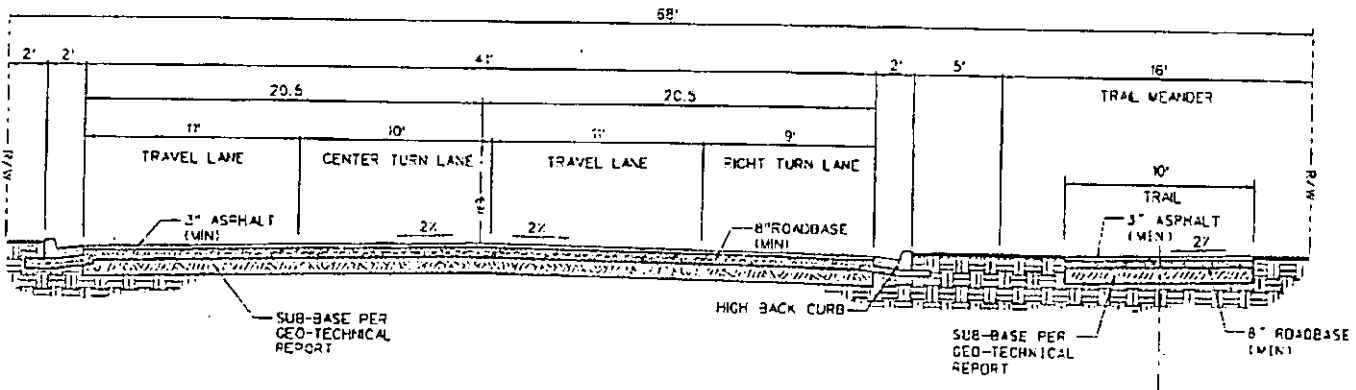 68'
2'
2'
41'
2'
5'
16'
TRAIL MEANDER
20.5
20.5
11'
10'
11'
9'
TRAVEL LANE
CENTER TURN LANE
TRAVEL LANE
RIGHT TURN LANE
R/W
R/W
10'
TRAIL
3" ASPHALT
(MIN)
2%
2%
8" ROADBASE
(MIN)
3" ASPHALT
(MIN)
2%
HIGH BACK CURB
SUB-BASE PER
GEO-TECHNICAL
REPORT
SUB-BASE PER
GEO-TECHNICAL
REPORT
8" ROADBASE
(MIN)